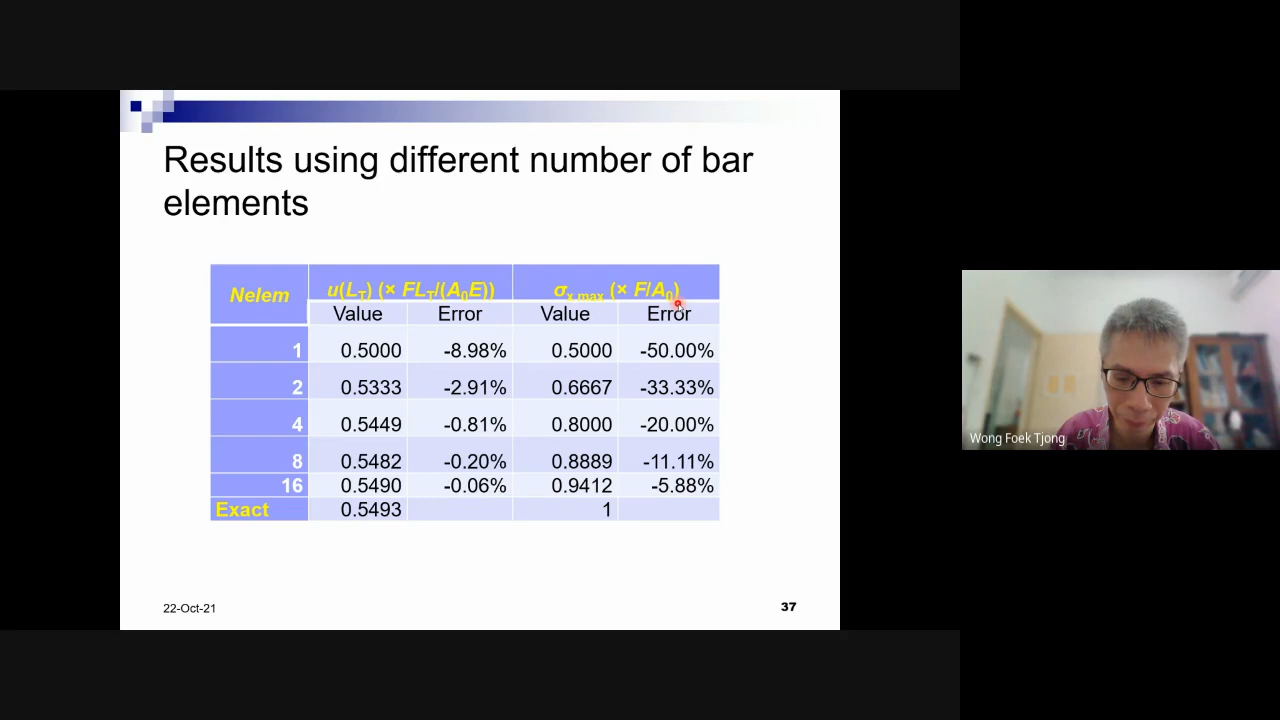 Results using different number of bar
elements
Nelem u(L_T) (× FL_T/(A_0E)) σ_x max (× F/A_0)
Value Error Value Error
1 0.5000 -8.98% 0.5000 -50.00%
2 0.5333 -2.91% 0.6667 -33.33%
4 0.5449 -0.81% 0.8000 -20.00%
8 0.5482 -0.20% 0.8889 -11.11%
16 0.5490 -0.06% 0.9412 -5.88%
Exact 0.5493 1
22-Oct-21 37
Wong Foek Tjong